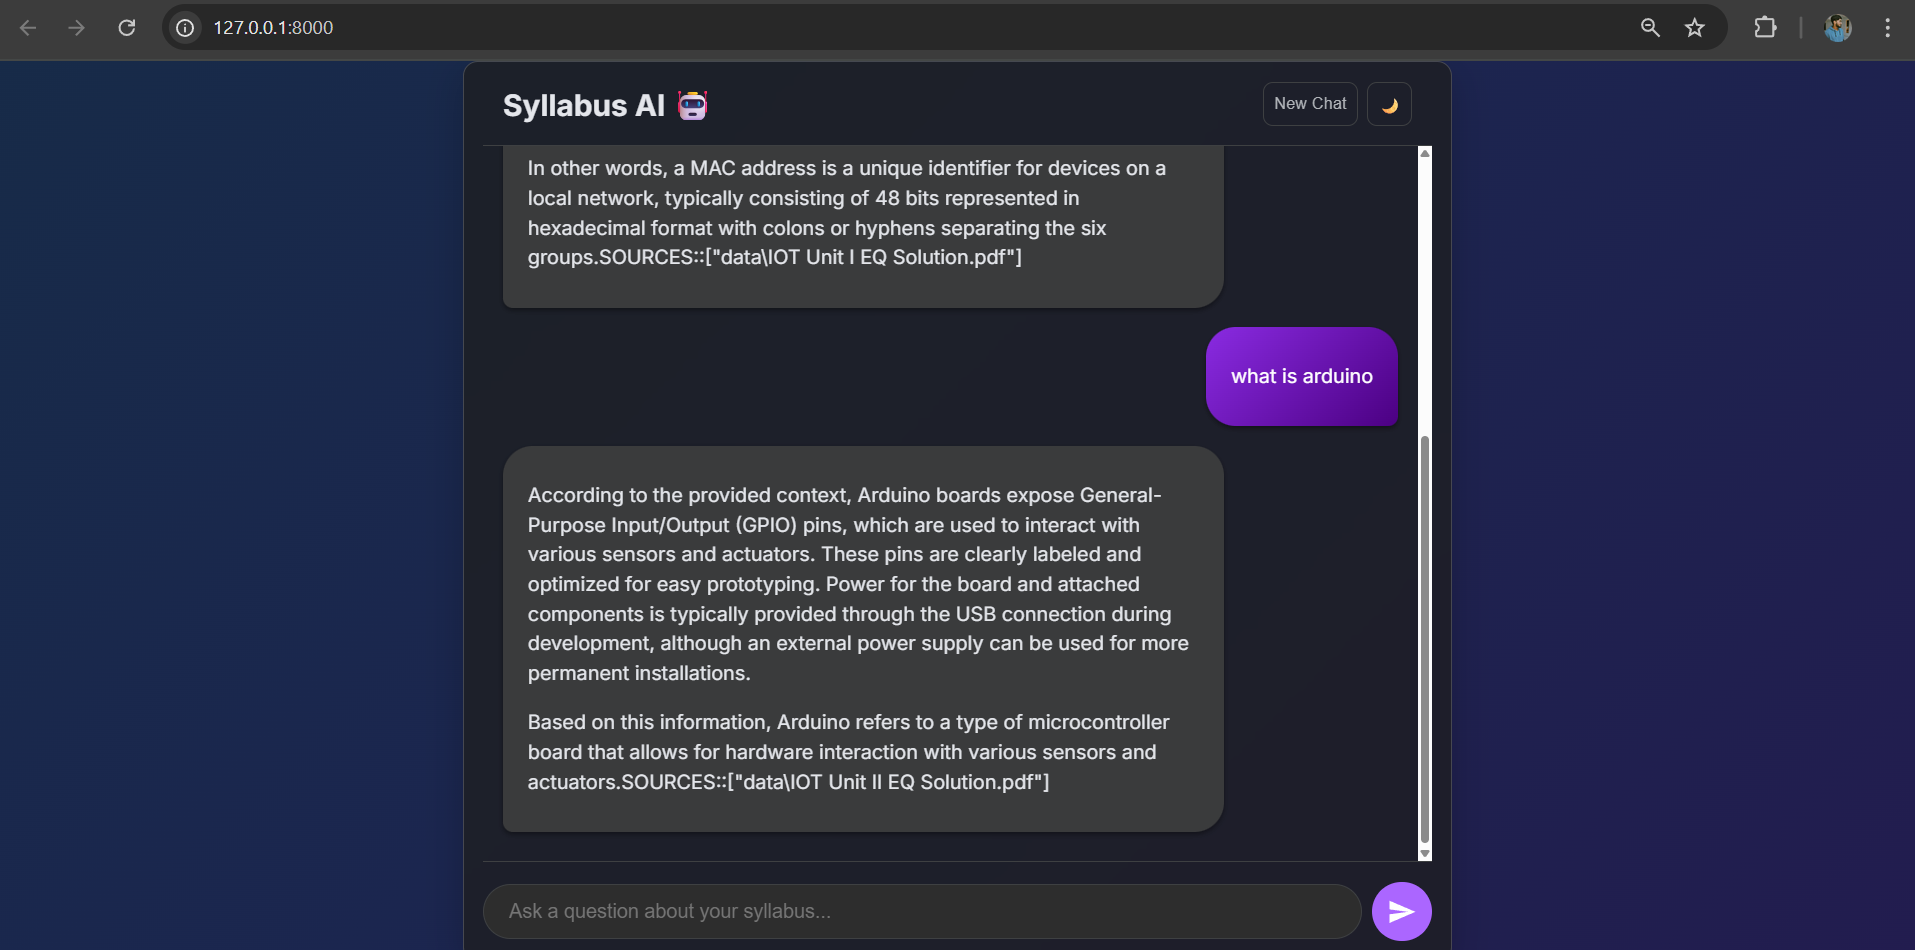 127.0.0.1:8000
Syllabus AI
New Chat
In other words, a MAC address is a unique identifier for devices on a
local network, typically consisting of 48 bits represented in
hexadecimal format with colons or hyphens separating the six
groups.SOURCES::["data\IOT Unit I EQ Solution.pdf"]
what is arduino
According to the provided context, Arduino boards expose General-
Purpose Input/Output (GPIO) pins, which are used to interact with
various sensors and actuators. These pins are clearly labeled and
optimized for easy prototyping. Power for the board and attached
components is typically provided through the USB connection during
development, although an external power supply can be used for more
permanent installations.
Based on this information, Arduino refers to a type of microcontroller
board that allows for hardware interaction with various sensors and
actuators.SOURCES::["data\IOT Unit II EQ Solution.pdf"]
Ask a question about your syllabus...